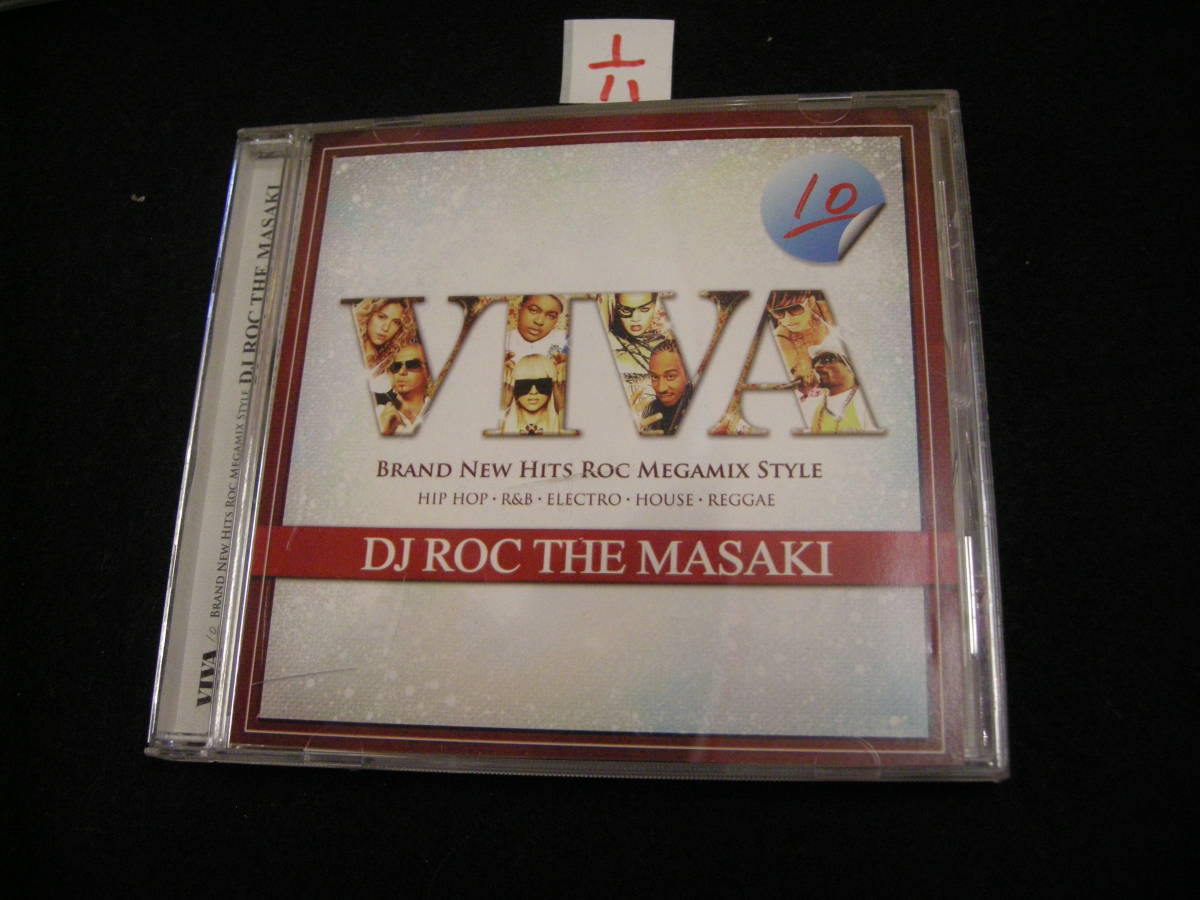 六
10
VIVA
BRAND NEW HITS ROC MEGAMIX STYLE
HIP HOP・R&B・ELECTRO・HOUSE・REGGAE
DJ ROC THE MASAKI
VIVA 10 BRAND NEW HITS ROC MEGAMIX STYLE DJ ROC THE MASAKI